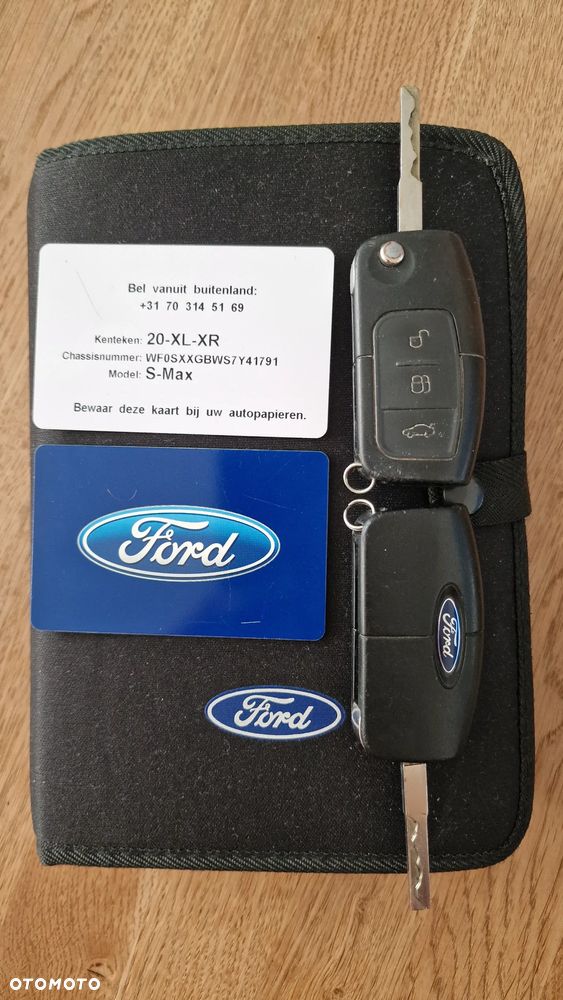 Bel vanuit buitenland:
+31 70 314 51 69
Kenteken: 20-XL-XR
Chassisnummer: WF0SXXGBWS7Y41791
Model: S-Max
Bewaar deze kaart bij uw autopapieren.
Ford
Ford
Ford
OTOMOTO